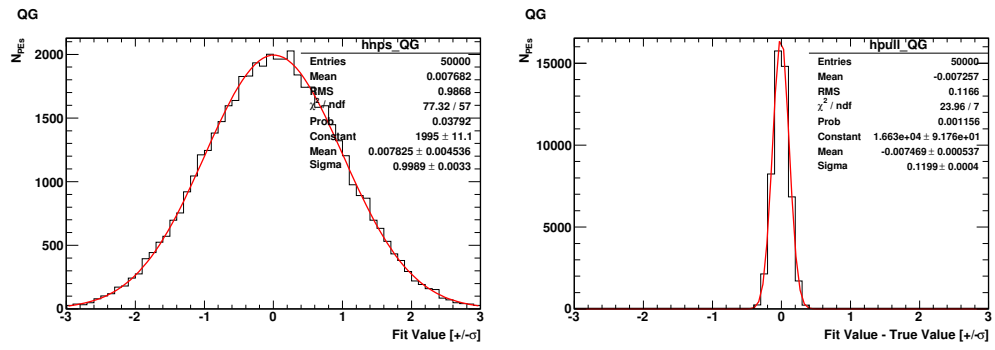 QG
N_PEs
2000
1500
1000
500
0
hnps_QG
Entries 50000
Mean 0.007682
RMS 0.9868
χ² / ndf 77.32 / 57
Prob 0.03792
Constant 1995 ± 11.1
Mean 0.007825 ± 0.004536
Sigma 0.9989 ± 0.0033
-3 -2 -1 0 1 2 3
Fit Value [+/-σ]
QG
N_PEs
15000
10000
5000
0
hpull_QG
Entries 50000
Mean -0.007257
RMS 0.1166
χ² / ndf 23.96 / 7
Prob 0.001156
Constant 1.663e+04 ± 9.176e+01
Mean -0.007469 ± 0.000537
Sigma 0.1199 ± 0.0004
-3 -2 -1 0 1 2 3
Fit Value - True Value [+/-σ]